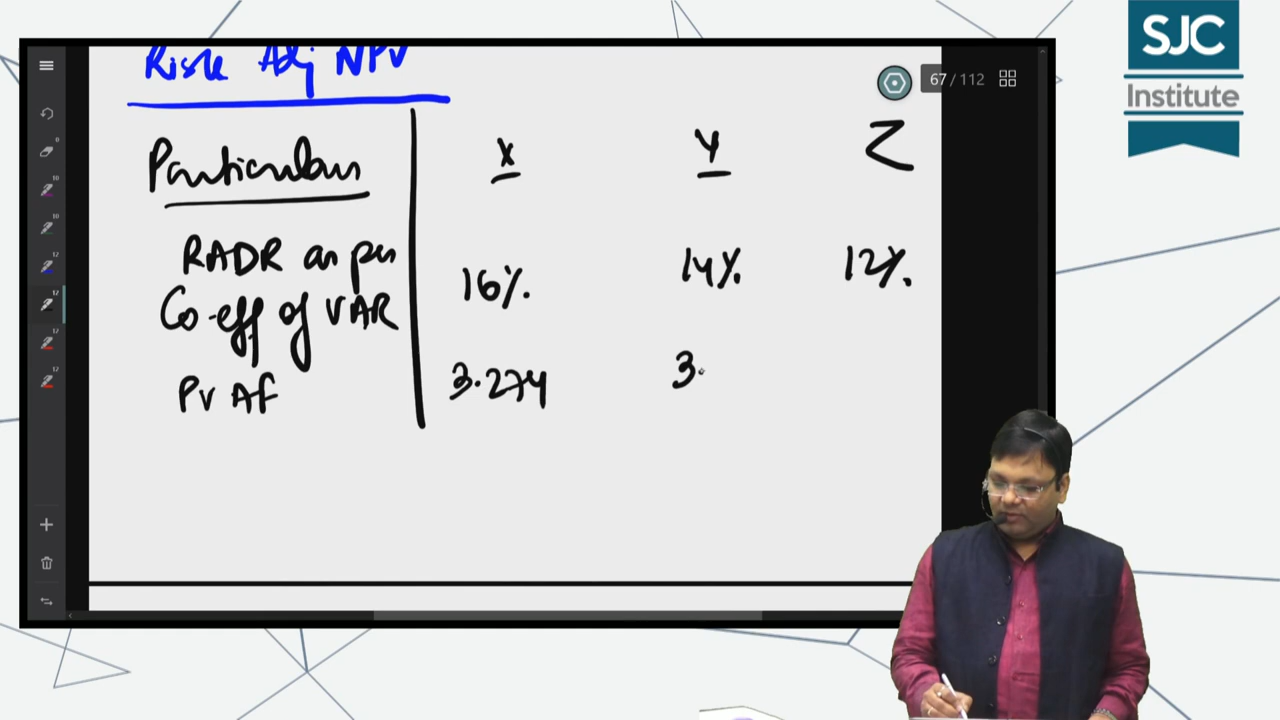 Risk Adj NPV
67 / 112
SJC
Institute
Particulars X Y Z
RADR as per
Co-eff of VAR 16% 14% 12%
PV AF 3.274 3.